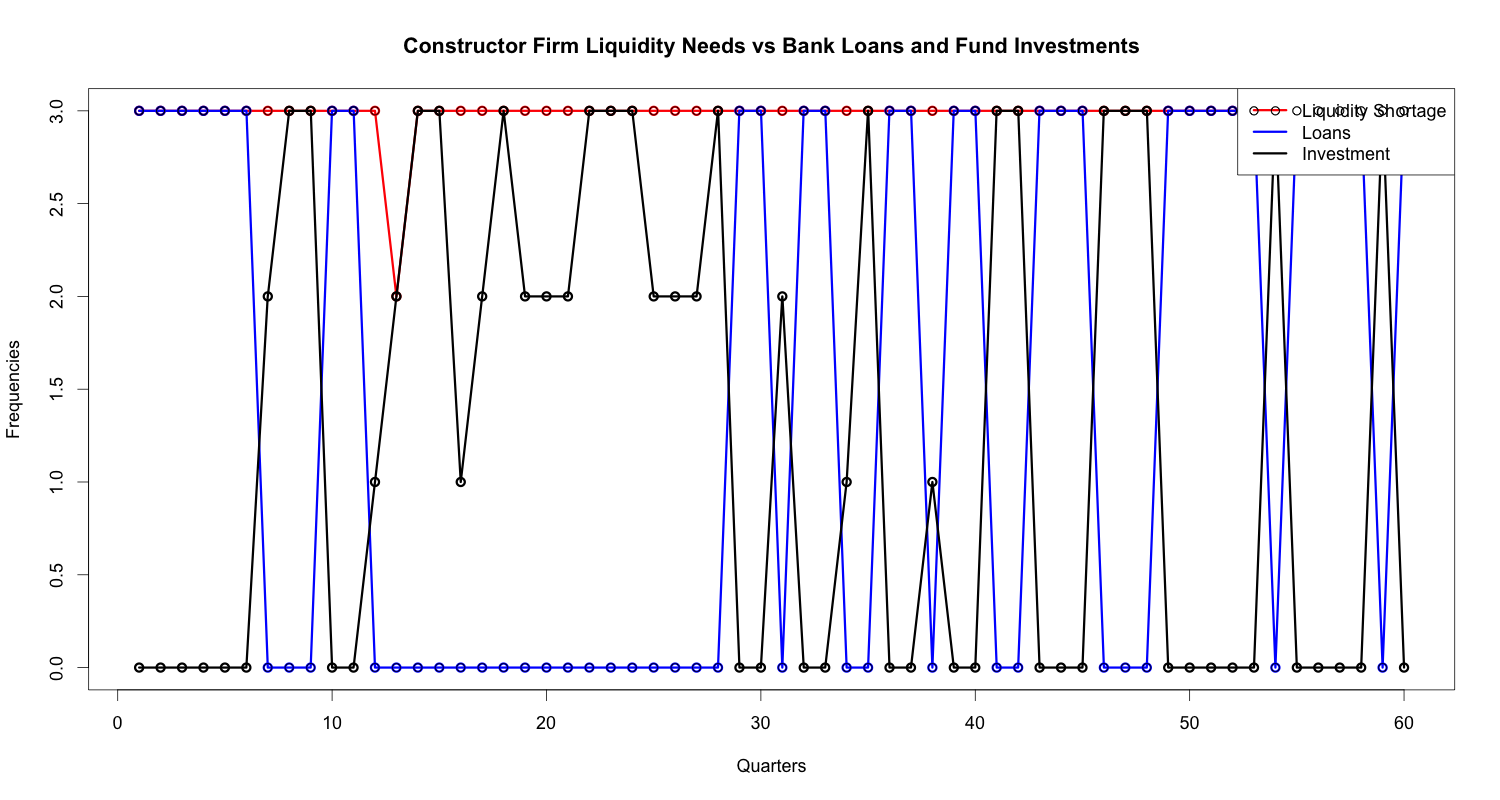 Constructor Firm Liquidity Needs vs Bank Loans and Fund Investments
3.0
2.5
2.0
1.5
1.0
0.5
0.0
Frequencies
Liquidity Shortage
Loans
Investment
0 10 20 30 40 50 60
Quarters